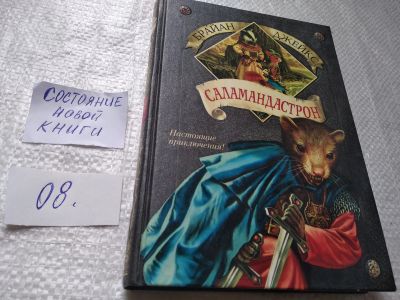 СОСТОЯНИЕ
новой
книги
08.
БРАЙАН ДЖЕЙКС
САЛАМАНДАСТРОН
Настоящие
приключения!